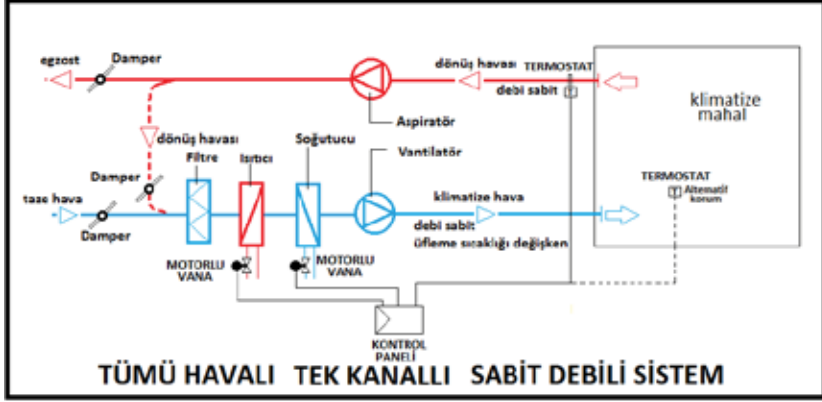 egzost
Damper
dönüş havası
TERMOSTAT
debi sabit
klimatize
mahal
Aspiratör
dönüş havası
Filtre
Isıtıcı
Soğutucu
Vantilatör
Damper
taze hava
Damper
klimatize hava
debi sabit
üfleme sıcaklığı değişken
TERMOSTAT
T
T
Alternatif
konum
MOTORLU
VANA
MOTORLU
VANA
KONTROL
PANELİ
TÜMÜ HAVALI TEK KANALLI SABİT DEBİLİ SİSTEM